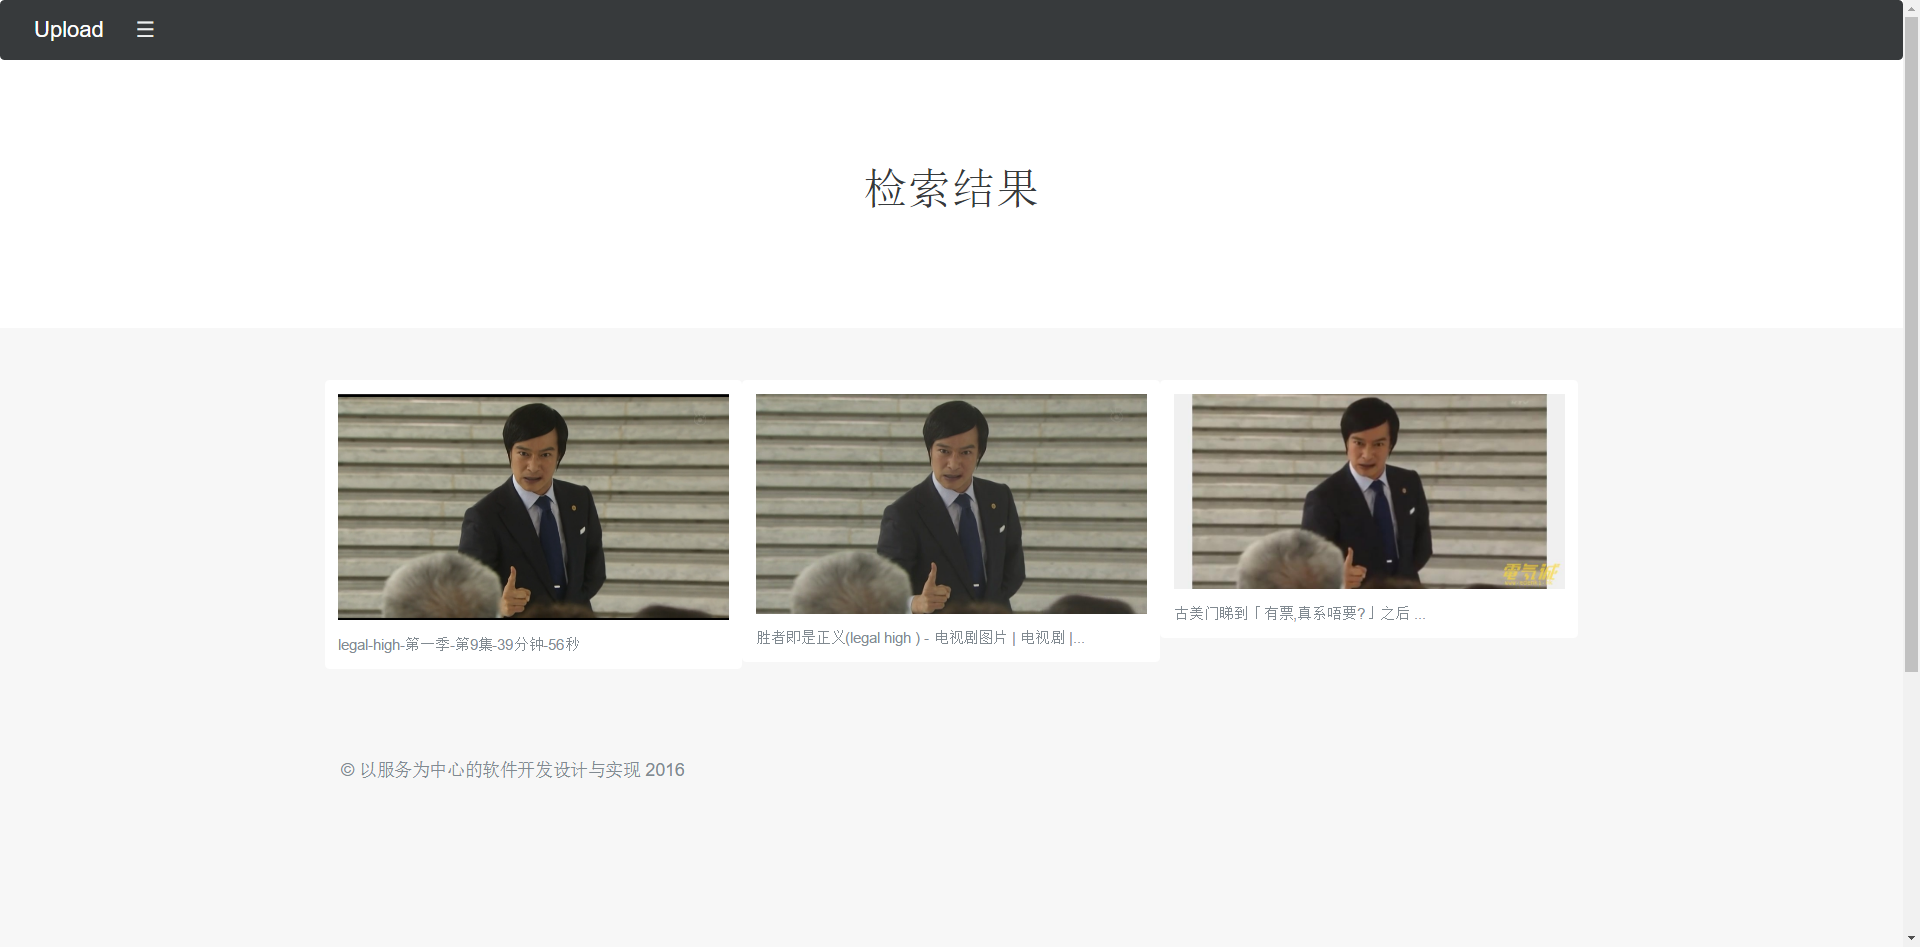 Upload ☰
检索结果
legal-high-第一季-第9集-39分钟-56秒
胜者即是正义(legal high ) - 电视剧图片 | 电视剧 |...
電气诚
古美门睇到「有票,真系唔要?」之后 ...
© 以服务为中心的软件开发设计与实现 2016